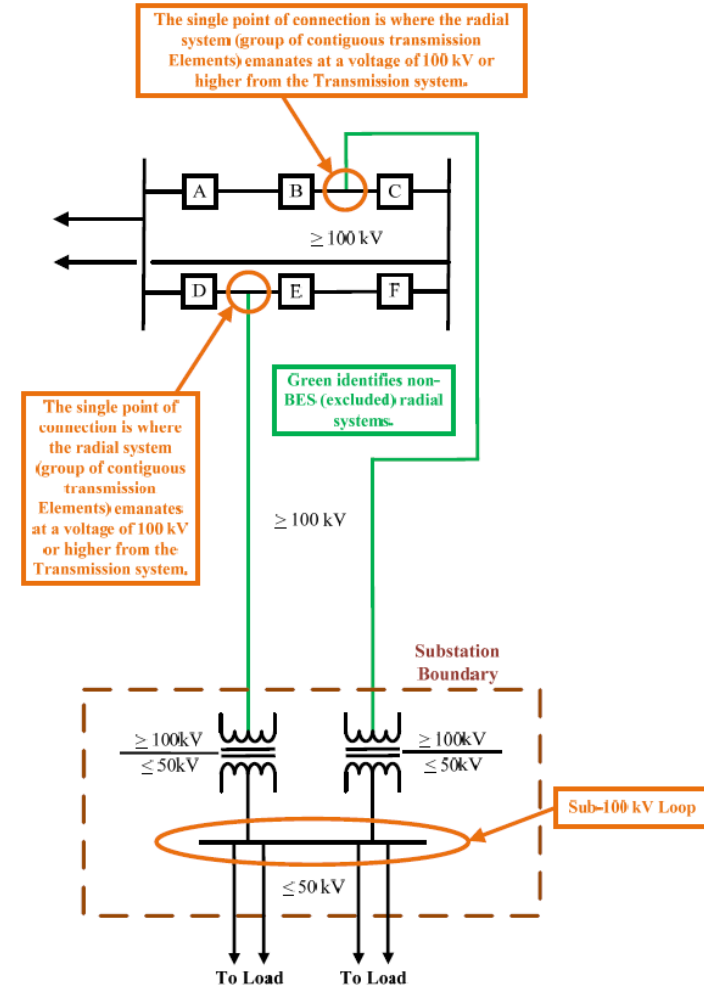 The single point of connection is where the radial
system (group of contiguous transmission
Elements) emanates at a voltage of 100 kV or
higher from the Transmission system.
A
B
C
≥ 100 kV
D
E
F
Green identifies non-
BES (excluded) radial
systems.
The single point of
connection is where
the radial system
(group of contiguous
transmission
Elements) emanates
at a voltage of 100 kV
or higher from the
Transmission system.
≥ 100 kV
Substation
Boundary
≥ 100kV
≤ 50kV
≥ 100kV
≤ 50kV
Sub-100 kV Loop
≤ 50 kV
To Load
To Load